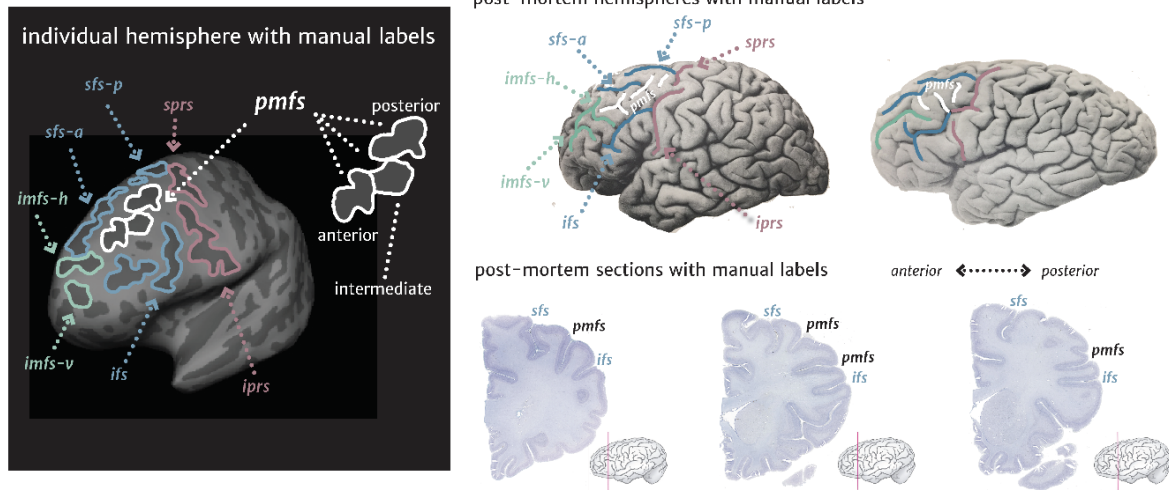 post-mortem hemispheres with manual labels
individual hemisphere with manual labels
sfs-p
sprs
pmfs
posterior
sfs-a
imfs-h
anterior
intermediate
imfs-v
ifs
iprs
sfs-p
sfs-a
sprs
imfs-h
pmfs
imfs-v
ifs
iprs
pmfs
post-mortem sections with manual labels
anterior posterior
sfs
pmfs
ifs
sfs
pmfs
pmfs
ifs
sfs
pmfs
ifs